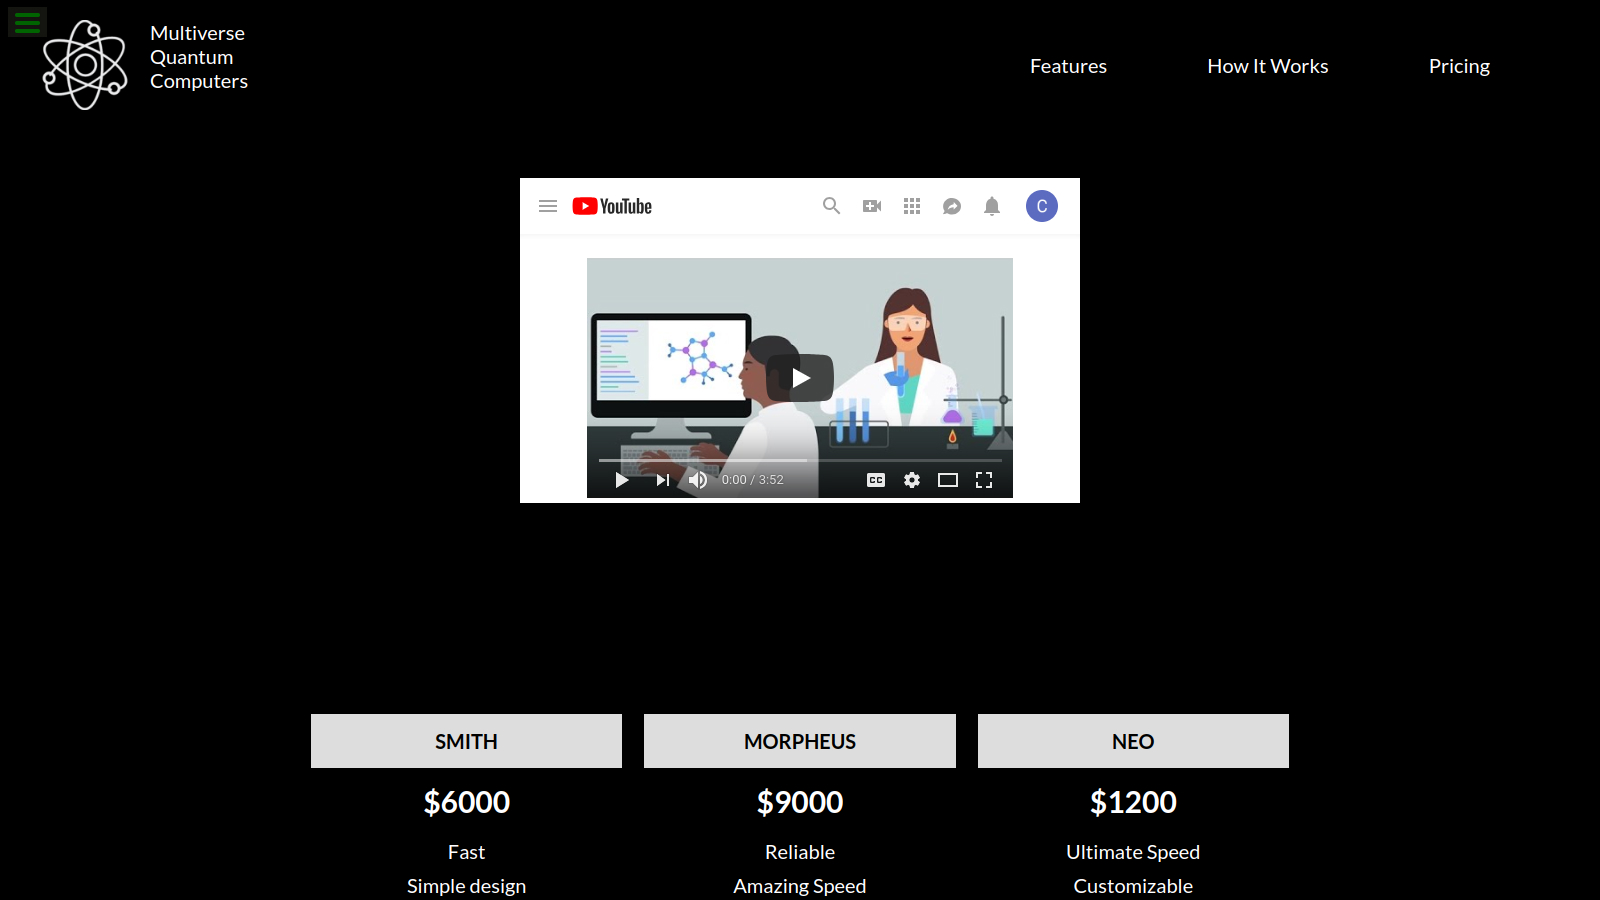 Multiverse
Quantum
Computers
Features
How It Works
Pricing
YouTube
C
0:00 / 3:52
CC
SMITH
MORPHEUS
NEO
$6000
$9000
$1200
Fast
Reliable
Ultimate Speed
Simple design
Amazing Speed
Customizable